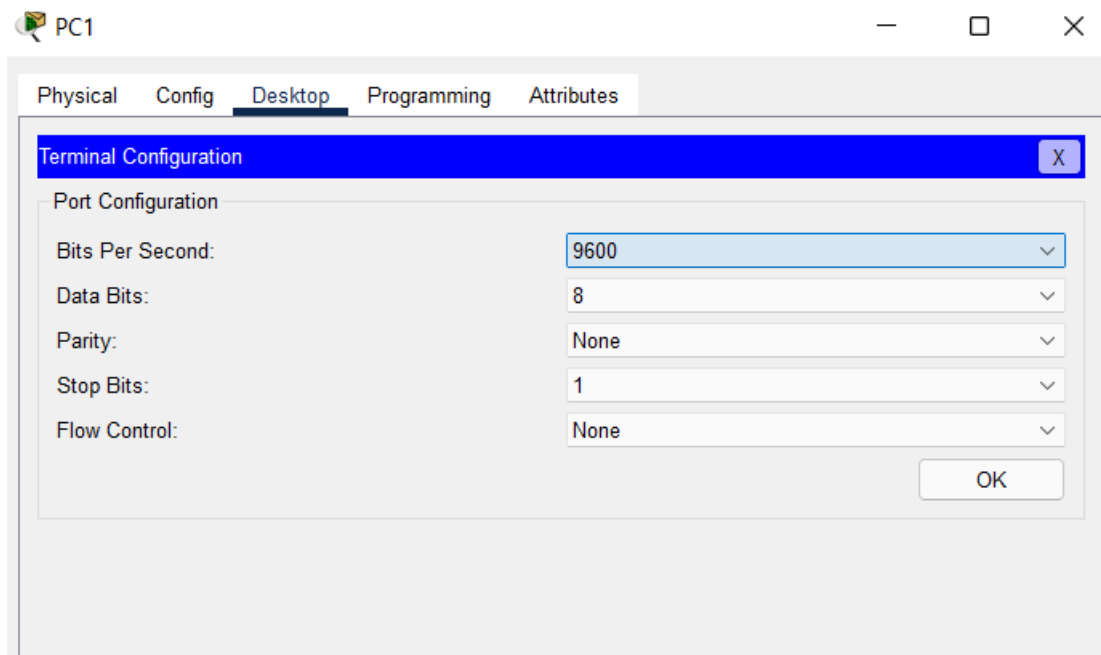 PC1
Physical Config Desktop Programming Attributes
Terminal Configuration X
Port Configuration
Bits Per Second: 9600
Data Bits: 8
Parity: None
Stop Bits: 1
Flow Control: None
OK